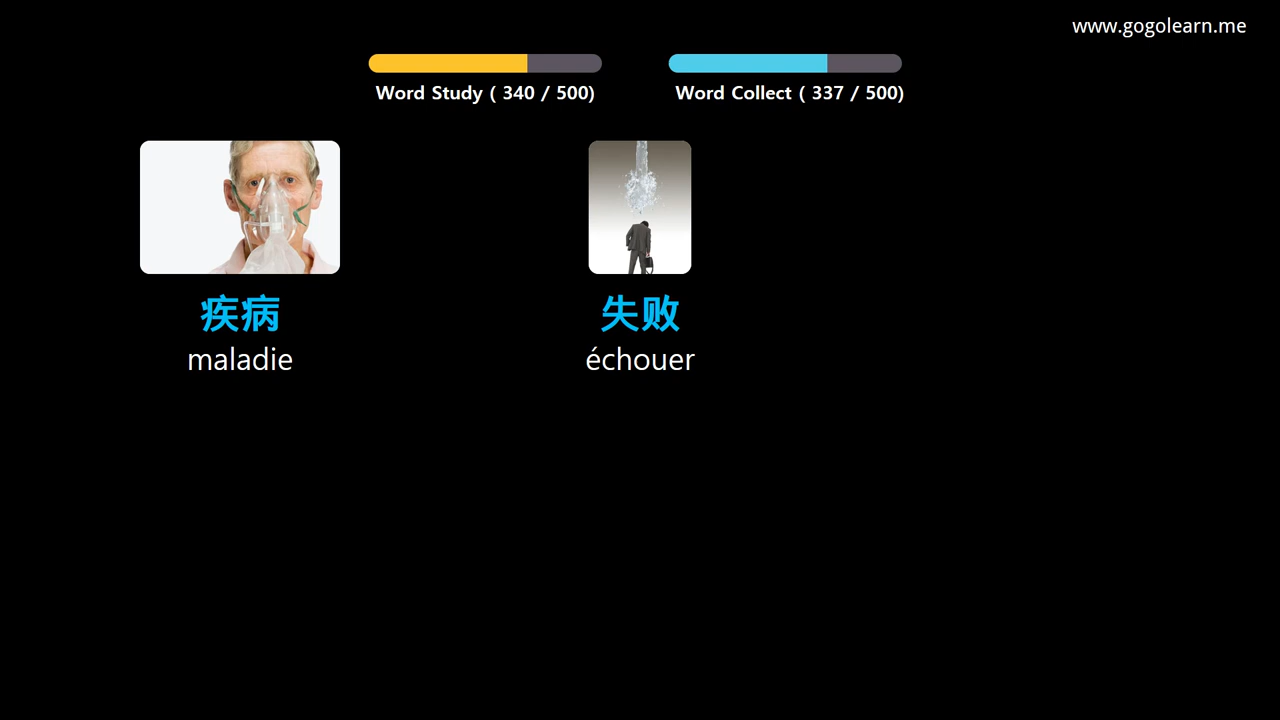 www.gogolearn.me
Word Study ( 340 / 500)
Word Collect ( 337 / 500)
疾病
maladie
失败
échouer